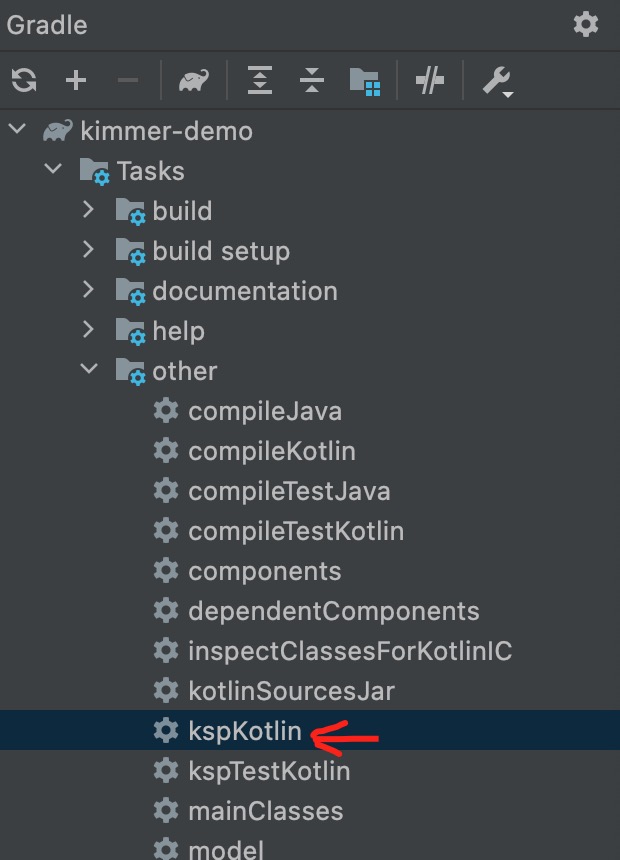 Gradle
kimmer-demo
Tasks
build
build setup
documentation
help
other
compileJava
compileKotlin
compileTestJava
compileTestKotlin
components
dependentComponents
inspectClassesForKotlinIC
kotlinSourcesJar
kspKotlin
kspTestKotlin
mainClasses
model